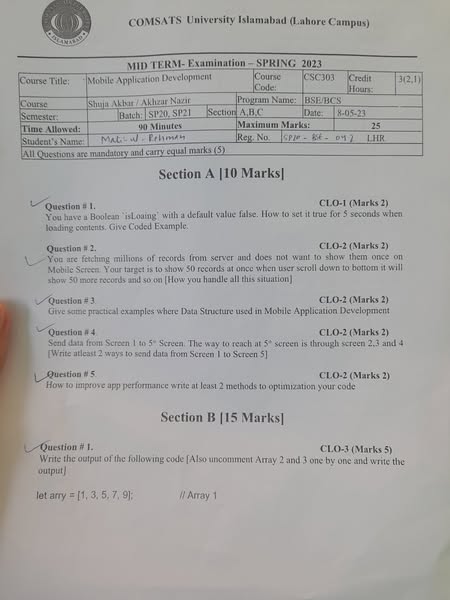 ISLAMABAD
COMSATS University Islamabad (Lahore Campus)
MID TERM- Examination – SPRING 2023
Course Title: Mobile Application Development Course Code: CSC303 Credit Hours: 3(2,1)
Course Shuja Akbar / Akhzar Nazir Program Name: BSE/BCS
Semester: Batch: SP20, SP21 Section A,B,C Date: 8-05-23
Time Allowed: 90 Minutes Maximum Marks: 25
Student's Name: Reg. No. LHR
All Questions are mandatory and carry equal marks (5)
Section A [10 Marks]
Question # 1. CLO-1 (Marks 2)
You have a Boolean `isLoaing` with a default value false. How to set it true for 5 seconds when
loading contents. Give Coded Example.
Question # 2. CLO-2 (Marks 2)
You are fetching millions of records from server and does not want to show them once on
Mobile Screen. Your target is to show 50 records at once when user scroll down to bottom it will
show 50 more records and so on [How you handle all this situation]
Question # 3 CLO-2 (Marks 2)
Give some practical examples where Data Structure used in Mobile Application Development
Question # 4. CLO-2 (Marks 2)
Send data from Screen 1 to 5ᵗʰ Screen. The way to reach at 5ᵗʰ screen is through screen 2,3 and 4
[Write atleast 2 ways to send data from Screen 1 to Screen 5]
Question # 5 CLO-2 (Marks 2)
How to improve app performance write at least 2 methods to optimization your code
Section B [15 Marks]
Question # 1. CLO-3 (Marks 5)
Write the output of the following code [Also uncomment Array 2 and 3 one by one and write the
output]
let arry = [1, 3, 5, 7, 9]; // Array 1